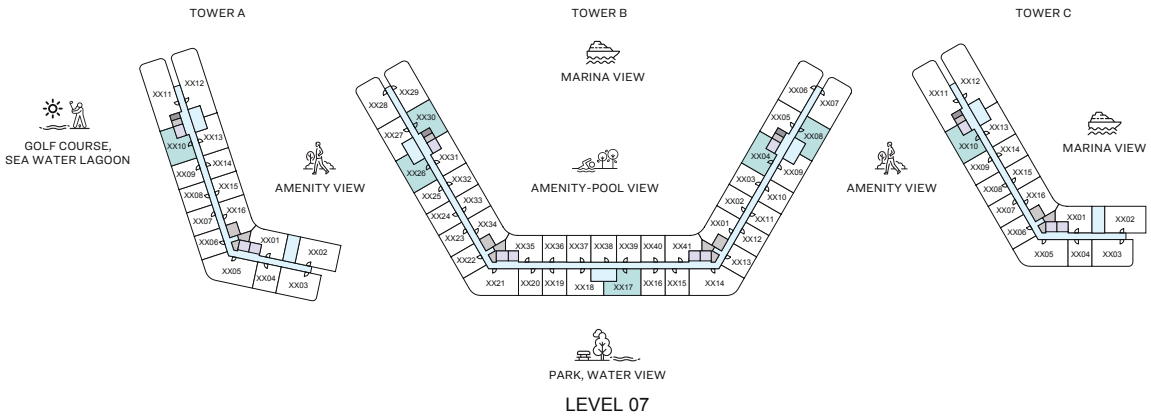 TOWER A
TOWER B
TOWER C
MARINA VIEW
GOLF COURSE,
SEA WATER LAGOON
AMENITY VIEW
AMENITY-POOL VIEW
AMENITY VIEW
MARINA VIEW
XX12
XX11
XX10
XX13
XX14
XX09
XX15
XX08
XX16
XX07
XX06
XX01
XX02
XX05
XX04
XX03
XX29
XX28
XX30
XX27
XX31
XX26
XX32
XX25
XX33
XX24
XX34
XX23
XX22
XX21
XX35
XX36
XX37
XX38
XX39
XX40
XX41
XX20
XX19
XX18
XX17
XX16
XX15
XX14
XX06
XX07
XX05
XX08
XX04
XX09
XX03
XX10
XX02
XX11
XX01
XX12
XX13
XX12
XX11
XX13
XX10
XX14
XX09
XX15
XX08
XX16
XX07
XX06
XX01
XX02
XX05
XX04
XX03
PARK, WATER VIEW
LEVEL 07